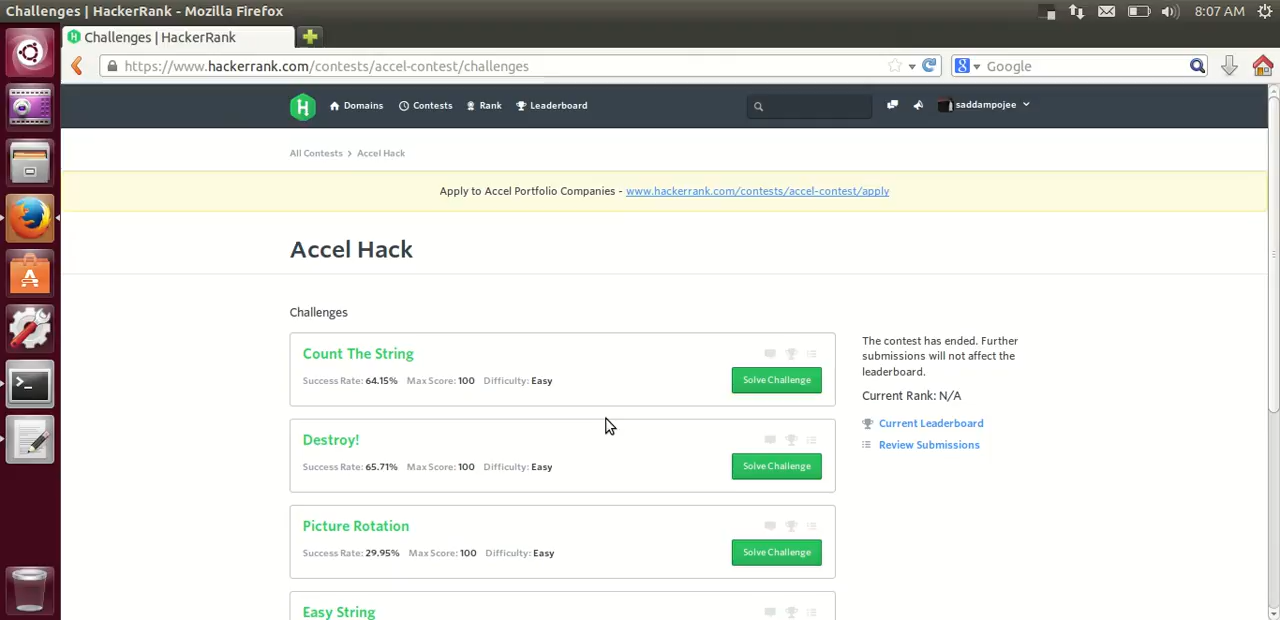 Challenges | HackerRank - Mozilla Firefox
8:07 AM
Challenges | HackerRank
https://www.hackerrank.com/contests/accel-contest/challenges
Google
H Domains Contests Rank Leaderboard saddampojee
All Contests > Accel Hack
Apply to Accel Portfolio Companies - www.hackerrank.com/contests/accel-contest/apply
Accel Hack
Challenges
Count The String
Success Rate: 64.15% Max Score: 100 Difficulty: Easy
Solve Challenge
Destroy!
Success Rate: 65.71% Max Score: 100 Difficulty: Easy
Solve Challenge
Picture Rotation
Success Rate: 29.95% Max Score: 100 Difficulty: Easy
Solve Challenge
Easy String
The contest has ended. Further
submissions will not affect the
leaderboard.
Current Rank: N/A
Current Leaderboard
Review Submissions